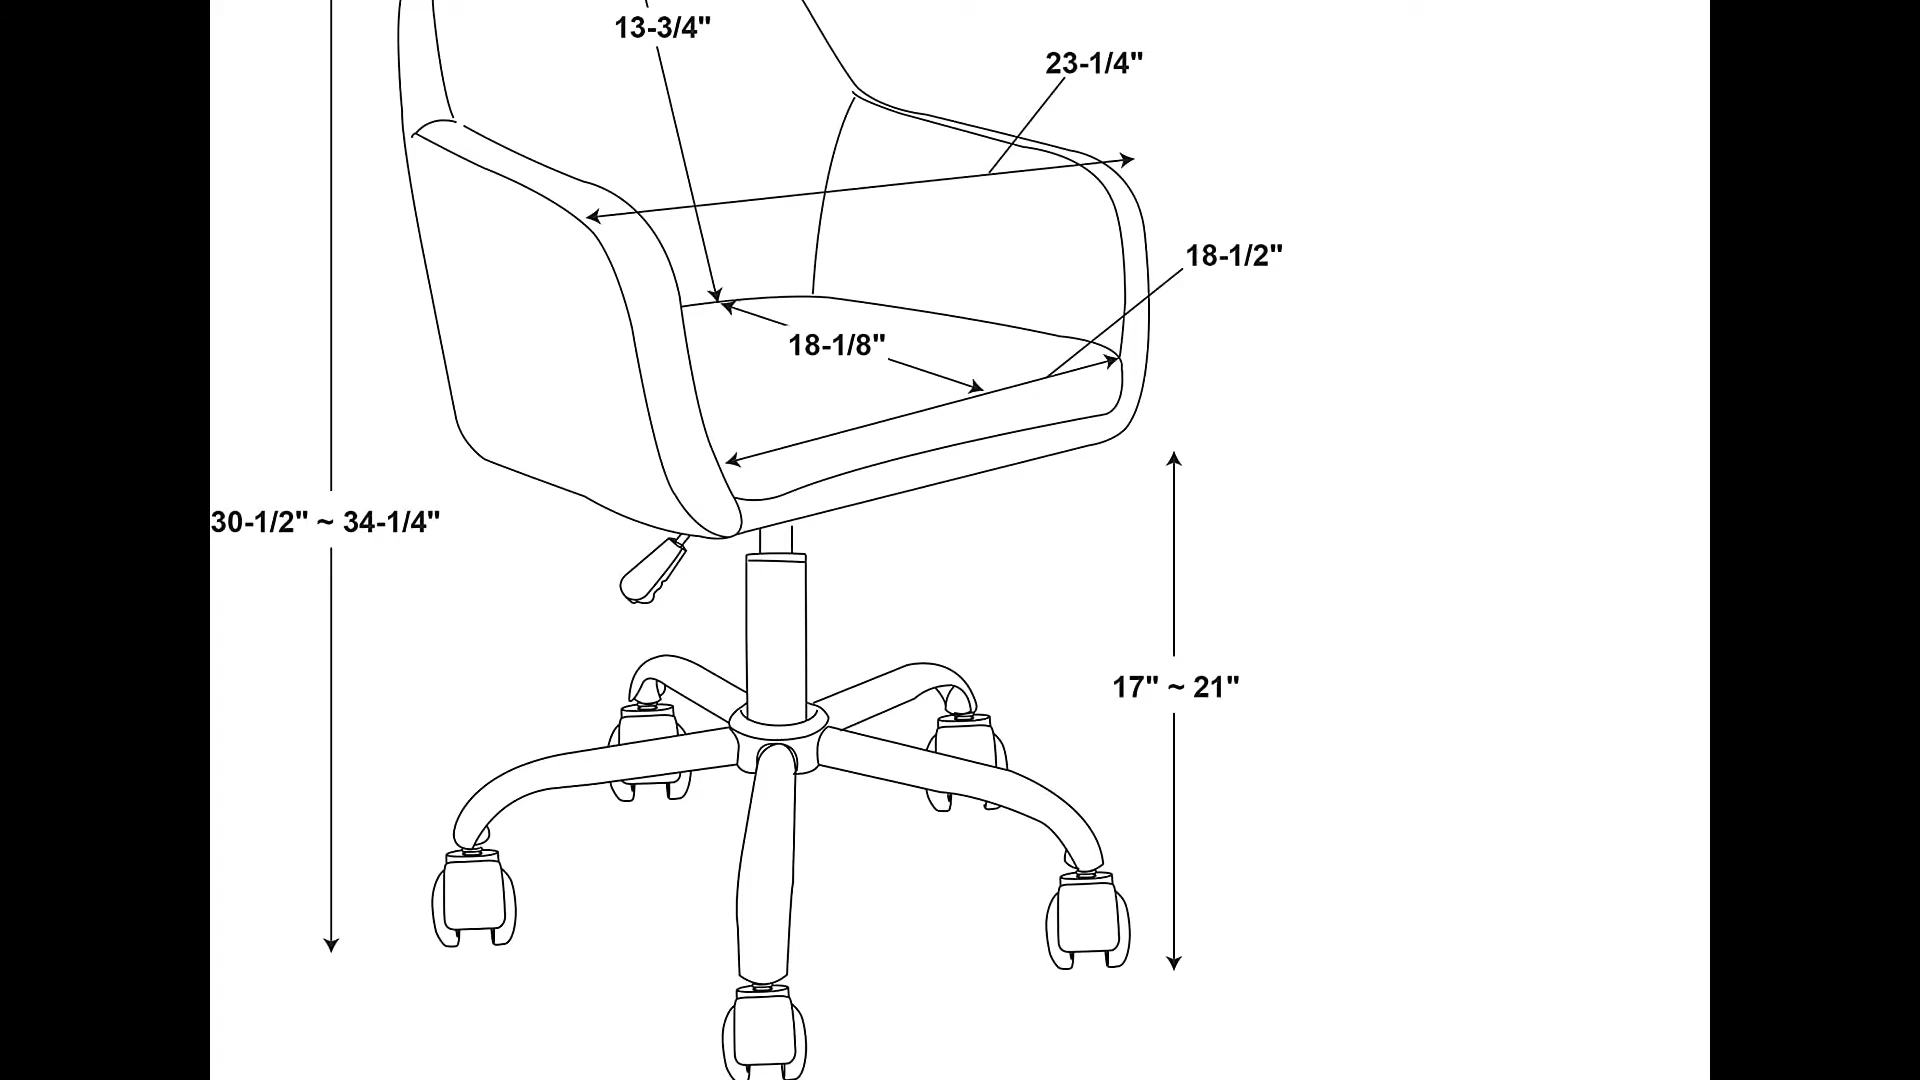 13-3/4"
23-1/4"
18-1/2"
18-1/8"
30-1/2" ~ 34-1/4"
17" ~ 21"